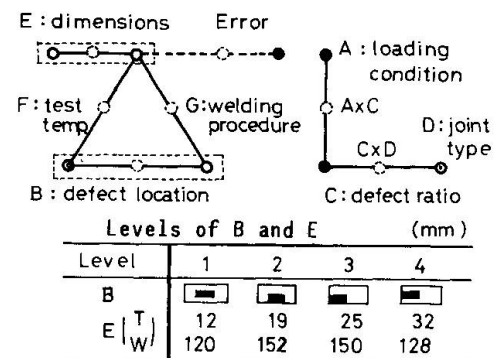 E : dimensions Error
A : loading
condition
F : test
temp
G: welding
procedure
AxC
D: joint
type
CxD
B : defect location
C : defect ratio
Levels of B and E (mm)
Level 1 2 3 4
B
E ( T 12 19 25 32
W ) 120 152 150 128